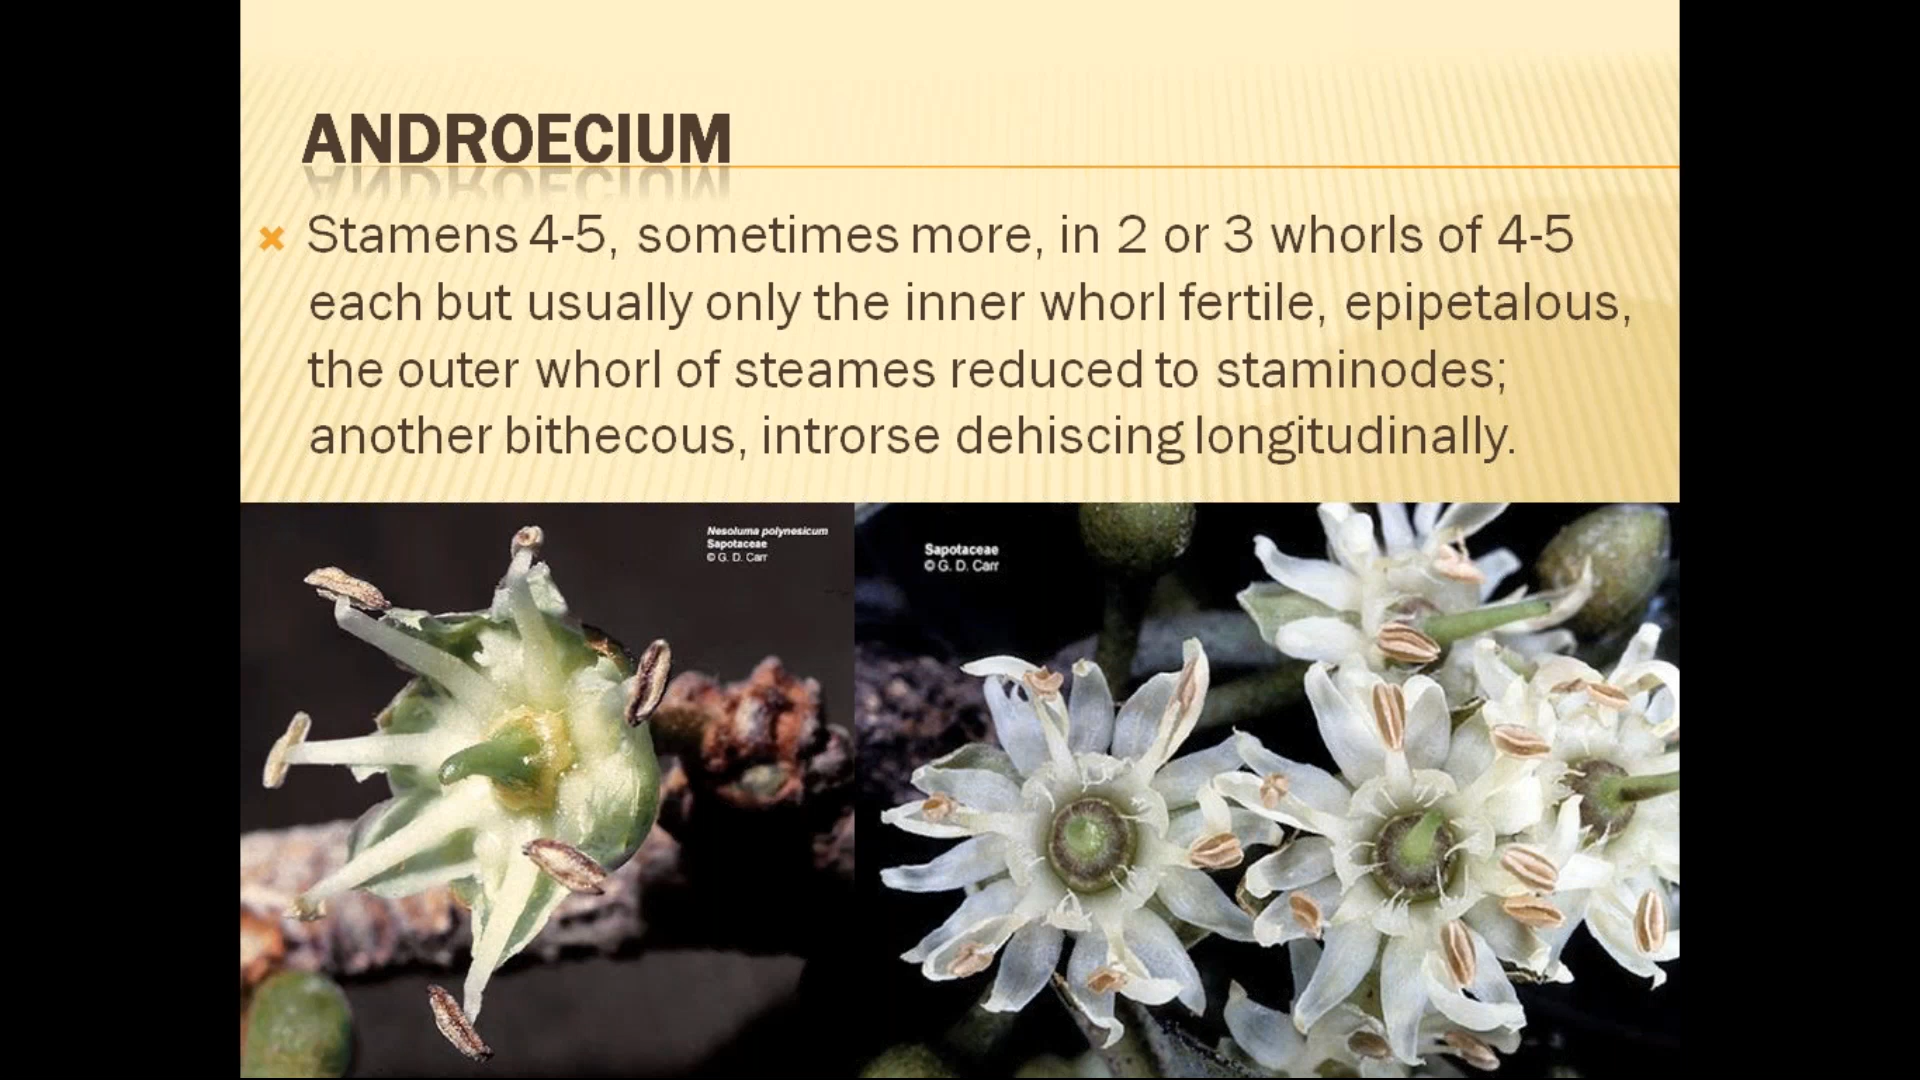 ANDROECIUM
Stamens 4-5, sometimes more, in 2 or 3 whorls of 4-5
each but usually only the inner whorl fertile, epipetalous,
the outer whorl of steames reduced to staminodes;
another bithecous, introrse dehiscing longitudinally.
Nesoluma polynesicum
Sapotaceae
© G. D. Carr
Sapotaceae
© G. D. Carr